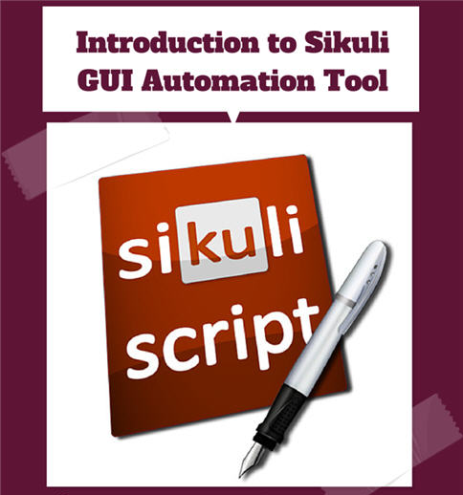 Introduction to Sikuli
GUI Automation Tool
sikuli
script